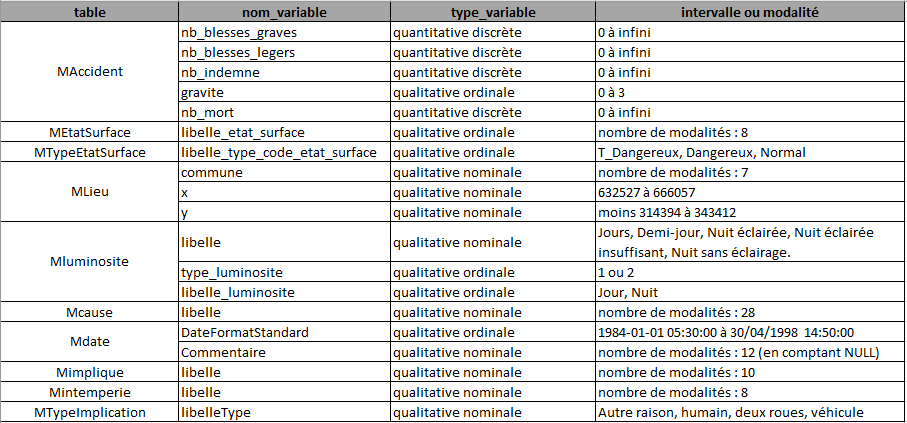 table nom_variable type_variable intervalle ou modalité
MAccident
nb_blesses_graves quantitative discrète 0 à infini
nb_blesses_legers quantitative discrète 0 à infini
nb_indemne quantitative discrète 0 à infini
gravite qualitative ordinale 0 à 3
nb_mort quantitative discrète 0 à infini
MEtatSurface libelle_etat_surface qualitative ordinale nombre de modalités : 8
MTypeEtatSurface libelle_type_code_etat_surface qualitative ordinale T_Dangereux, Dangereux, Normal
MLieu
commune qualitative nominale nombre de modalités : 7
x qualitative nominale 632527 à 666057
y qualitative nominale moins 314394 à 343412
Mluminosite
libelle qualitative nominale Jours, Demi-jour, Nuit éclairée, Nuit éclairée
insuffisant, Nuit sans éclairage.
type_luminosite qualitative ordinale 1 ou 2
libelle_luminosite qualitative ordinale Jour, Nuit
Mcause libelle qualitative nominale nombre de modalités : 28
Mdate
DateFormatStandard qualitative ordinale 1984-01-01 05:30:00 à 30/04/1998 14:50:00
Commentaire qualitative nominale nombre de modalités : 12 (en comptant NULL)
Mimplique libelle qualitative nominale nombre de modalités : 10
Mintemperie libelle qualitative nominale nombre de modalités : 8
MTypeImplication libelleType qualitative nominale Autre raison, humain, deux roues, véhicule